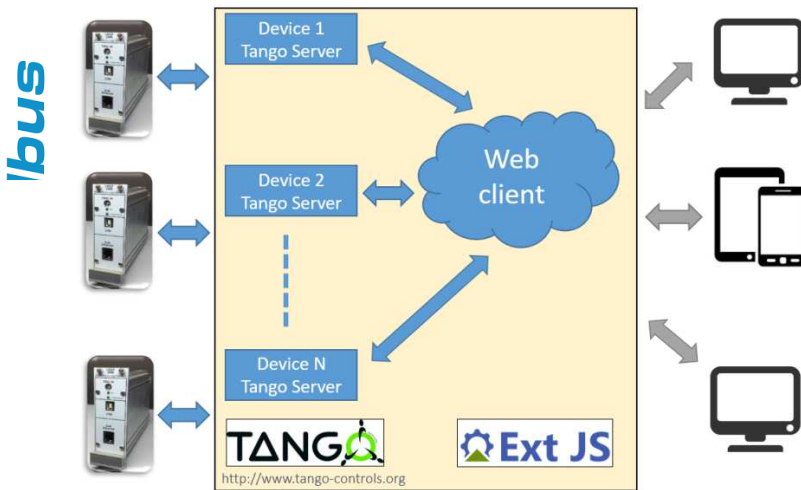 bus
Device 1
Tango Server
Device 2
Tango Server
Web
client
Device N
Tango Server
TANGO
Ext JS
http://www.tango-controls.org